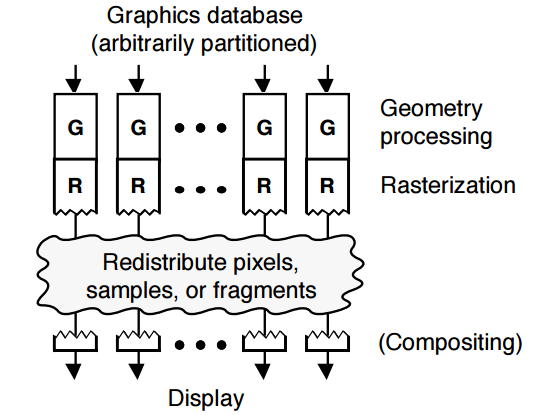 Graphics database
(arbitrarily partitioned)
G G G G
Geometry
processing
R R R R
Rasterization
Redistribute pixels,
samples, or fragments
(Compositing)
Display